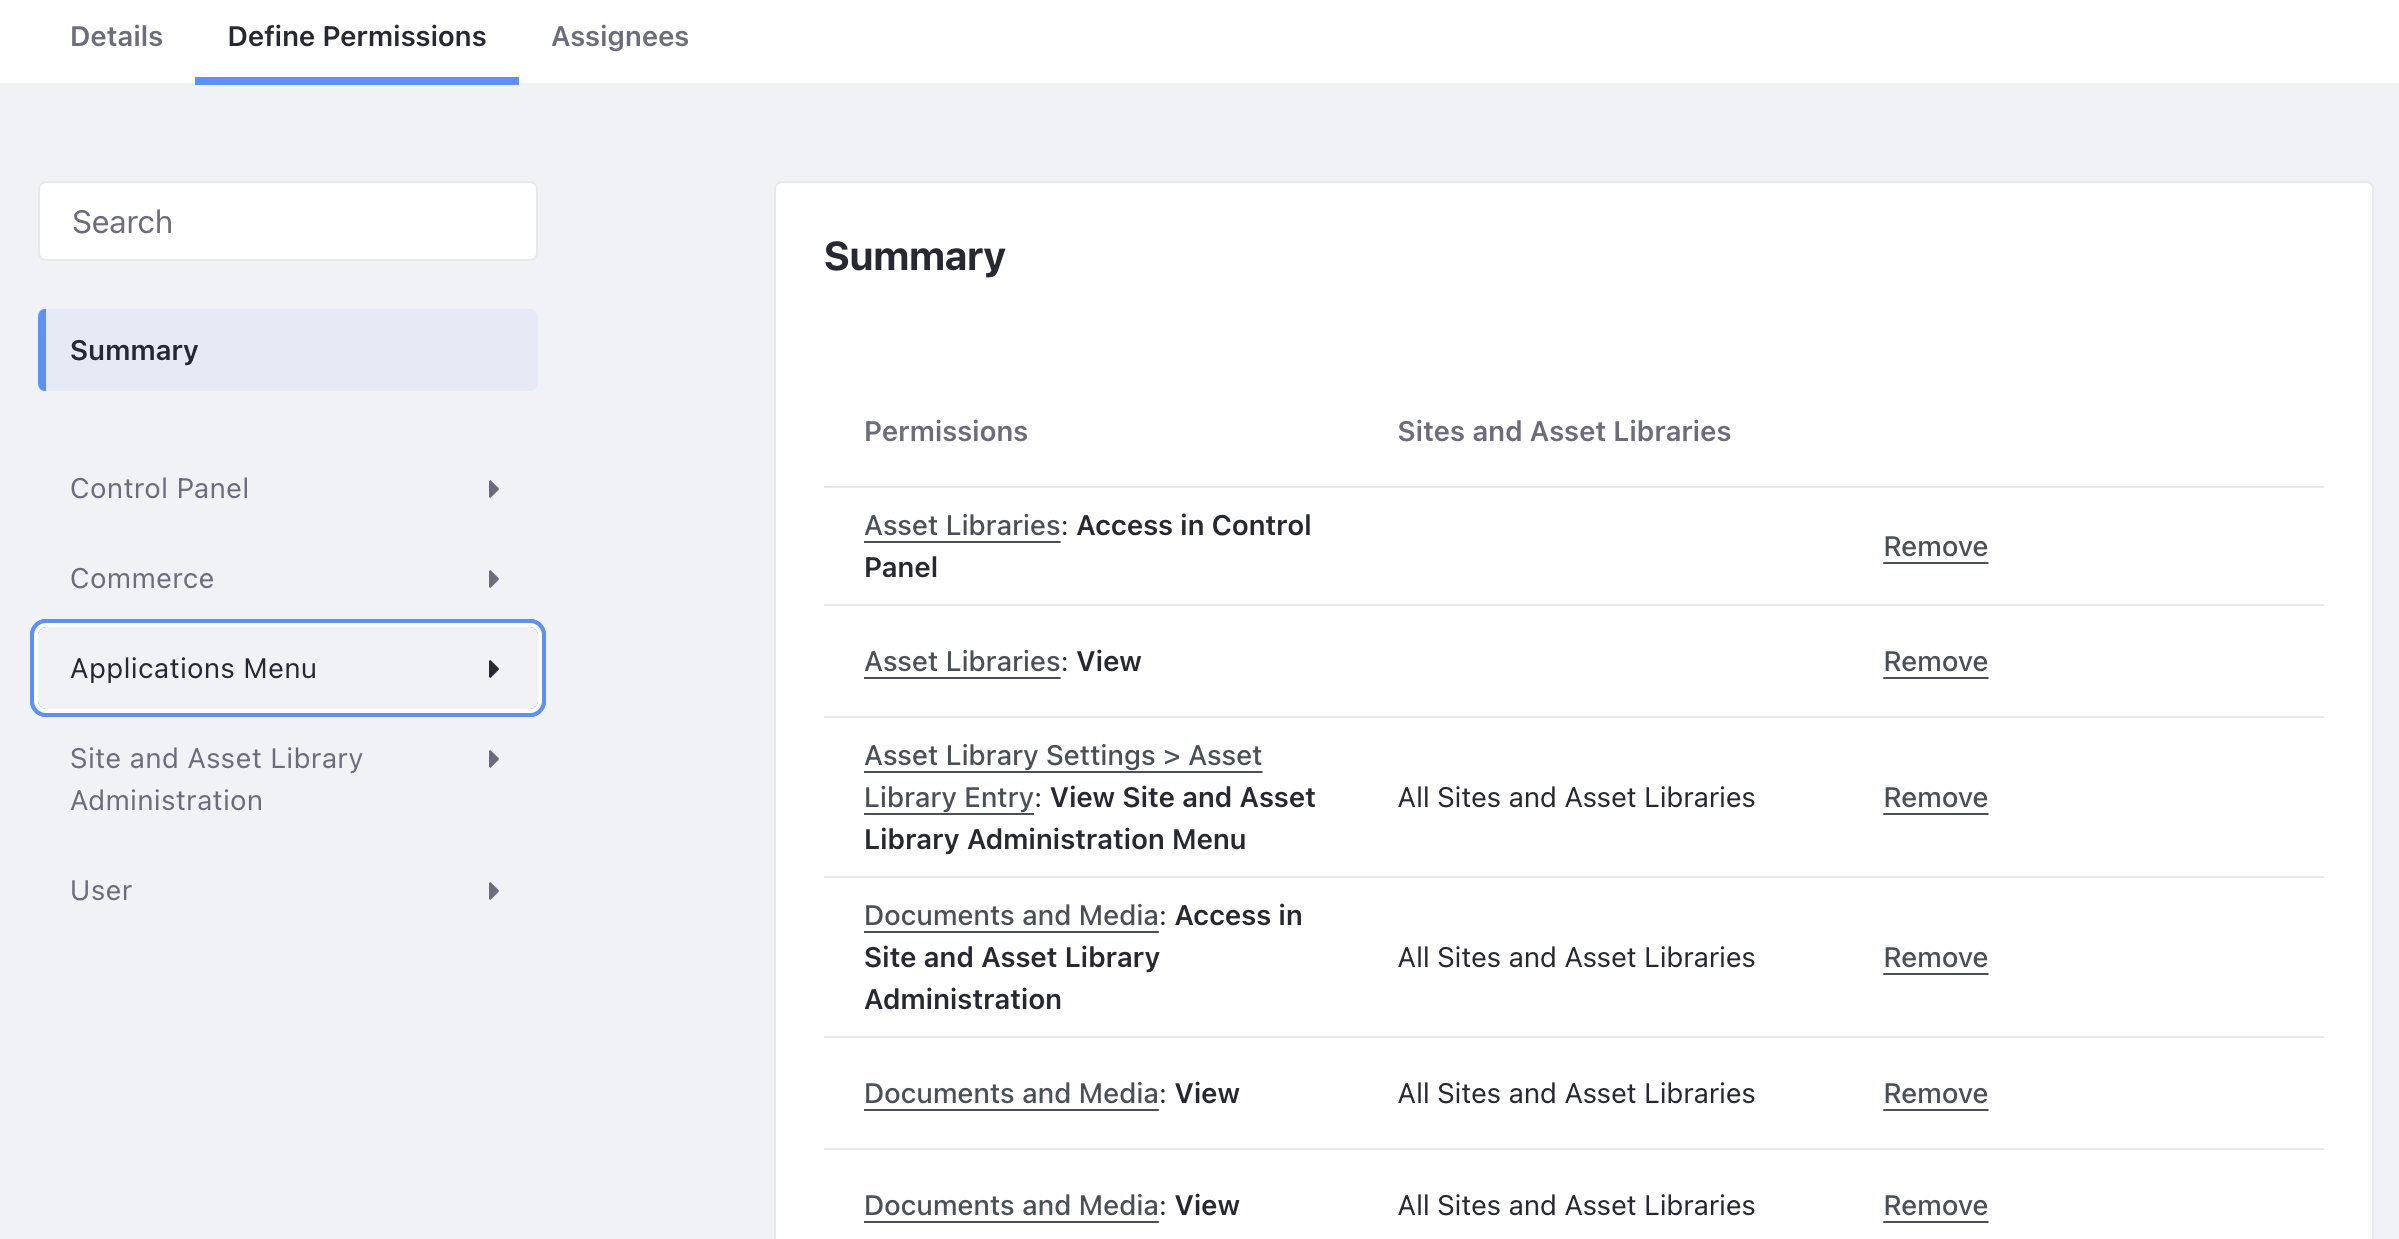 Details Define Permissions Assignees
Search
Summary
Control Panel
Commerce
Applications Menu
Site and Asset Library
Administration
User
Summary
Permissions Sites and Asset Libraries
Asset Libraries: Access in Control
Panel
Remove
Asset Libraries: View Remove
Asset Library Settings > Asset
Library Entry: View Site and Asset
Library Administration Menu
All Sites and Asset Libraries Remove
Documents and Media: Access in
Site and Asset Library
Administration
All Sites and Asset Libraries Remove
Documents and Media: View All Sites and Asset Libraries Remove
Documents and Media: View All Sites and Asset Libraries Remove